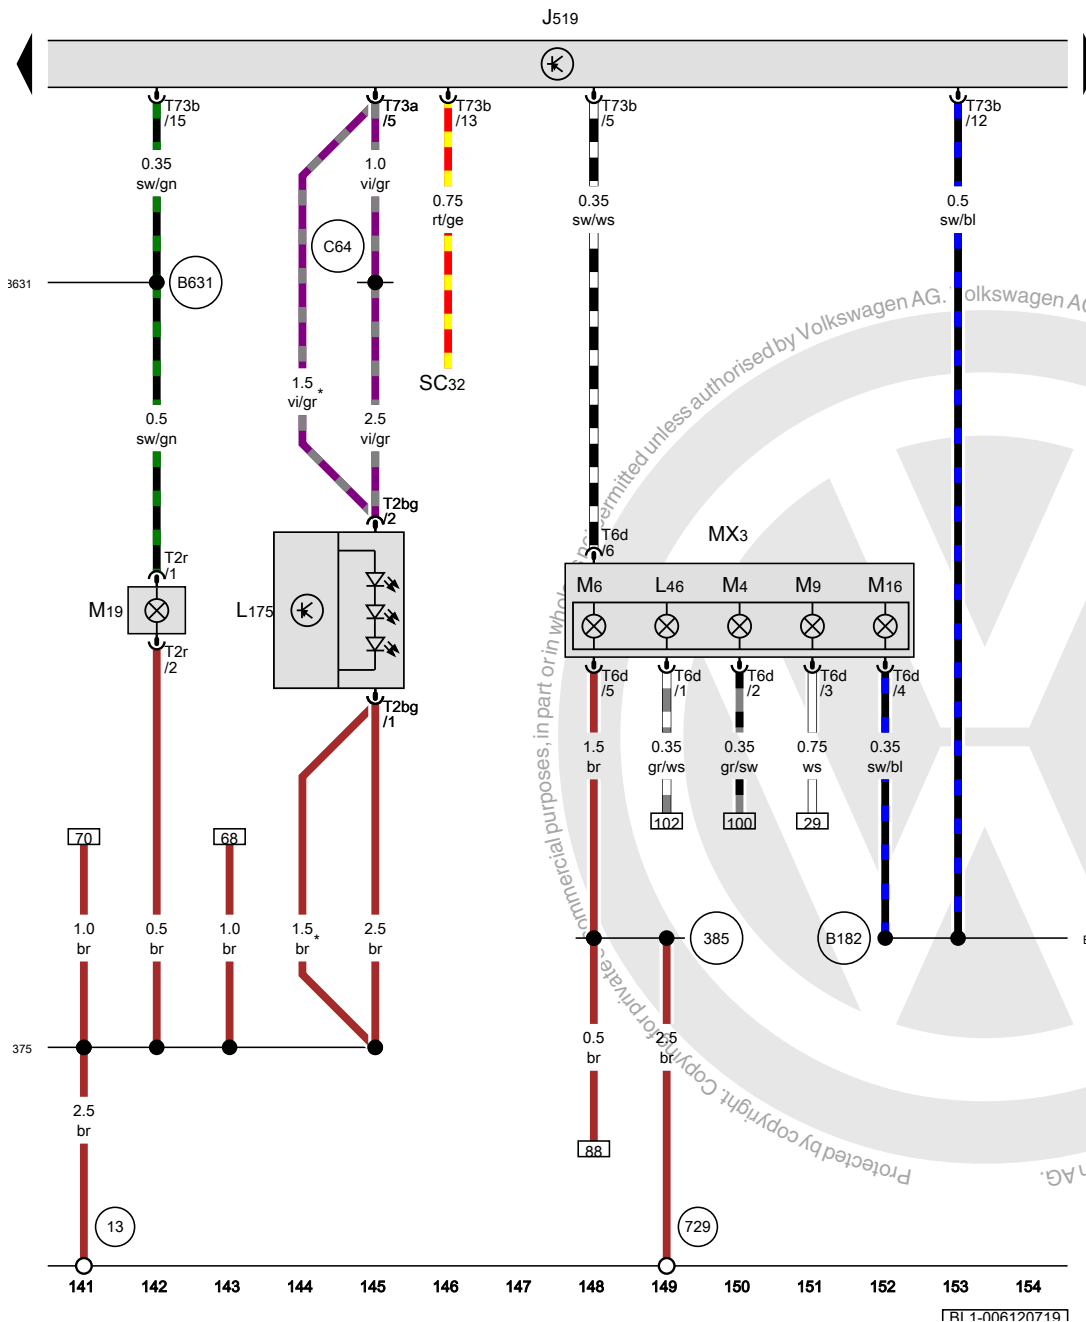 J519
T73b
/15
T73a
/5
T73b
/13
T73b
/5
T73b
/12
0.35
sw/gn
1.0
vi/gr
0.75
rt/ge
0.35
sw/ws
0.5
sw/bl
C64
B631
3631
SC32
1.5
vi/gr*
2.5
vi/gr
0.5
sw/gn
T2bg
/2
T6d
/6
MX3
T2r
/1
M19
L175
M6
L46
M4
M9
M16
T2r
/2
T6d
/5
T6d
/1
T6d
/2
T6d
/3
T6d
/4
T2bg
/1
1.5
br
0.35
gr/ws
0.35
gr/sw
0.75
ws
0.35
sw/bl
102
100
29
70
68
1.0
br
0.5
br
1.0
br
1.5
br*
2.5
br
385
B182
375
0.5
br
2.5
br
2.5
br
88
13
729
141
142
143
144
145
146
147
148
149
150
151
152
153
154
BL1-006120719
ermitted unless authorised by Volkswagen AG.
olkswagen AG
commercial purposes, in part or in whole
Protected by copyright. Copying for private
AG.